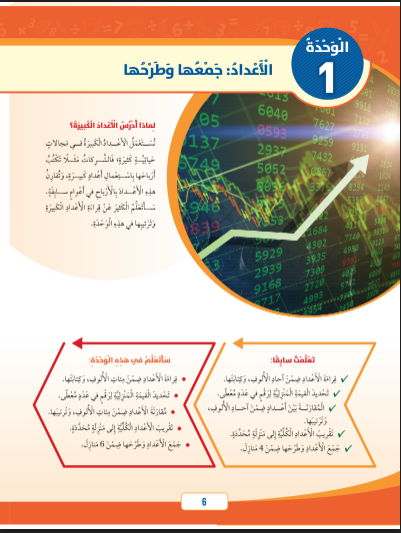 الْوَحْدَةُ
1
الْأَعْدادُ: جَمْعُها وَطَرْحُها
لِماذا أَدْرُسُ الْأَعْدادَ الْكَبيرَةَ؟
تُسْتَعْمَلُ الْأَعْدادُ الْكَبيرَةُ في مَجالاتٍ
حَياتِيَّةٍ كَثيرَةٍ؛ فَالشَّرِكاتُ مَثَلًا تَكْتُبُ
أَرْباحَها بِاسْتِعْمالِ أَعْدادٍ كَبيرَةٍ، وَتُقارِنُ
هذِهِ الْأَعْدادَ بِالْأَرْباحِ في أَعْوامٍ سابِقَةٍ.
سَأَتَعَلَّمُ الْكَثيرَ عَنْ قِراءَةِ الْأَعْدادِ الْكَبيرَةِ
وَتَرْتيبِها في هذِهِ الْوَحْدَةِ.
تَعَلَّمْتُ سابِقًا:
✓ قِراءَةَ الْأَعْدادِ ضِمْنَ آحادِ الْأُلوفِ، وَكِتابَتَها.
✓ تَحْديدَ الْقيمَةِ الْمَنْزِلِيَّةِ لِرَقْمٍ في عَدَدٍ مُعْطًى.
✓ الْمُقارَنَةَ بَيْنَ أَعْدادٍ ضِمْنَ آحادِ الْأُلوفِ،
وَتَرْتيبَها.
✓ تَقْريبَ الْأَعْدادِ الْكُلِّيَّةِ إِلى مَنْزِلَةٍ مُحَدَّدَةٍ.
✓ جَمْعَ الْأَعْدادِ وَطَرْحَها ضِمْنَ 4 مَنازِلَ.
سَأَتَعَلَّمُ في هذِهِ الْوَحْدَةِ:
• قِراءَةَ الْأَعْدادِ ضِمْنَ مِئاتِ الْأُلوفِ، وَكِتابَتَها.
• تَحْديدَ الْقيمَةِ الْمَنْزِلِيَّةِ لِرَقْمٍ في عَدَدٍ مُعْطًى.
• مُقارَنَةَ الْأَعْدادِ ضِمْنَ مِئاتِ الْأُلوفِ، وَتَرْتيبَها.
• تَقْريبَ الْأَعْدادِ الْكُلِّيَّةِ إِلى مَنْزِلَةٍ مُحَدَّدَةٍ.
• جَمْعَ الْأَعْدادِ وَطَرْحَها ضِمْنَ 6 مَنازِلَ.
6